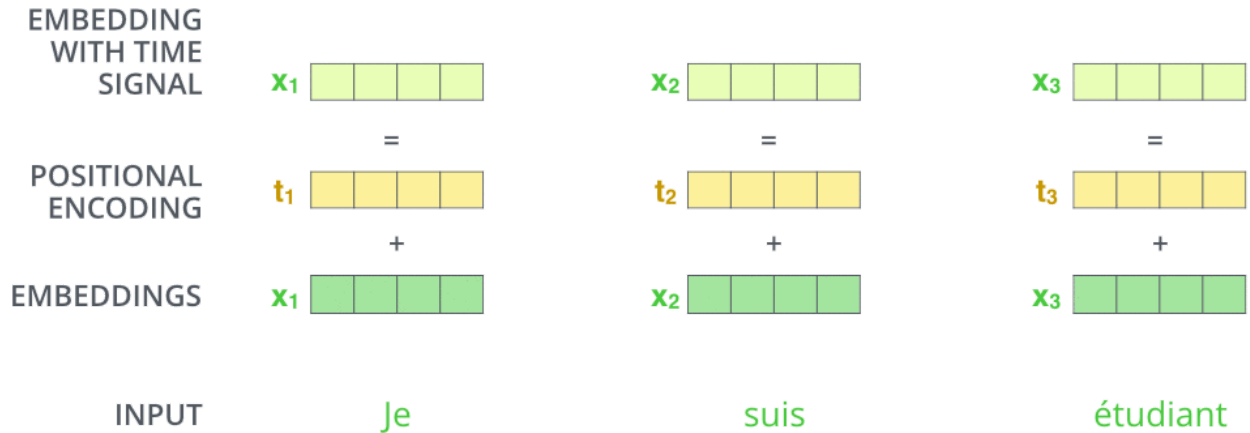 EMBEDDING
WITH TIME
SIGNAL
x₁ x₂ x₃
= = =
POSITIONAL
ENCODING
t₁ t₂ t₃
+ + +
EMBEDDINGS x₁ x₂ x₃
INPUT Je suis étudiant